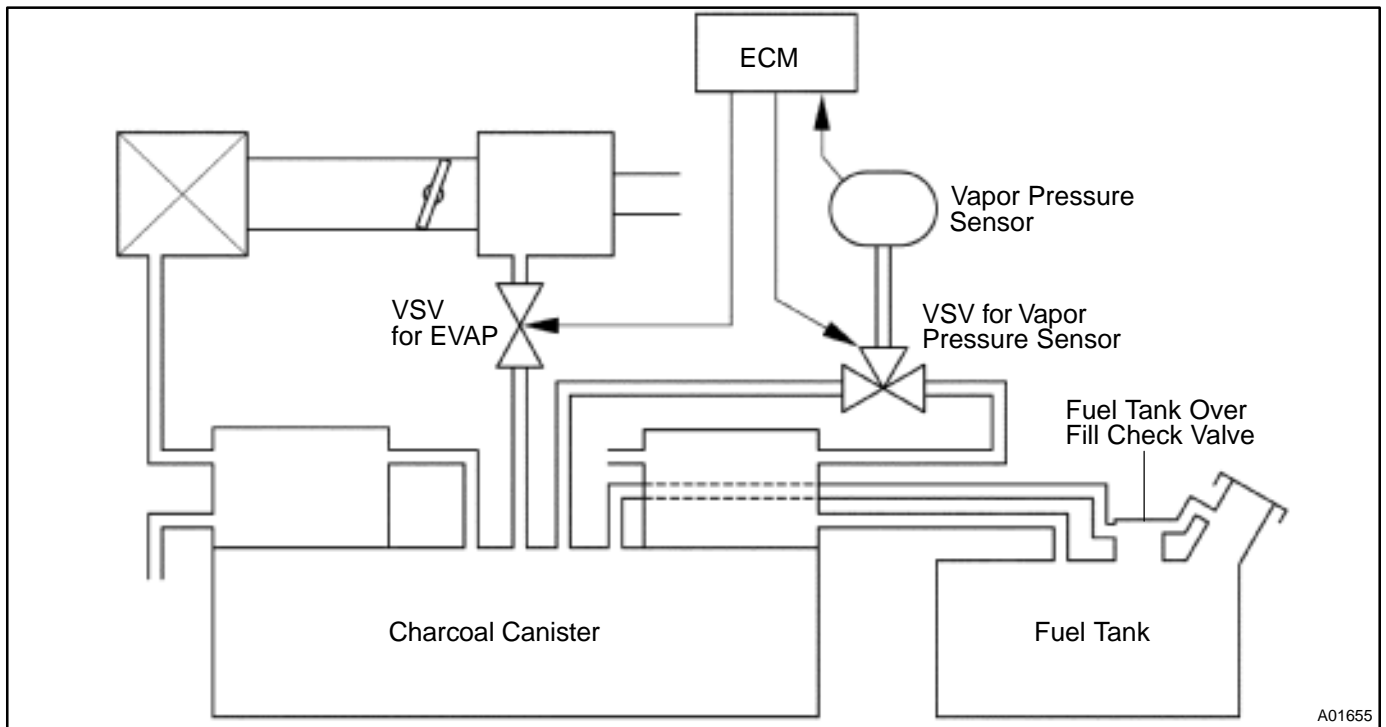 ECM
Vapor Pressure
Sensor
VSV
for EVAP
VSV for Vapor
Pressure Sensor
Fuel Tank Over
Fill Check Valve
Charcoal Canister
Fuel Tank
A01655